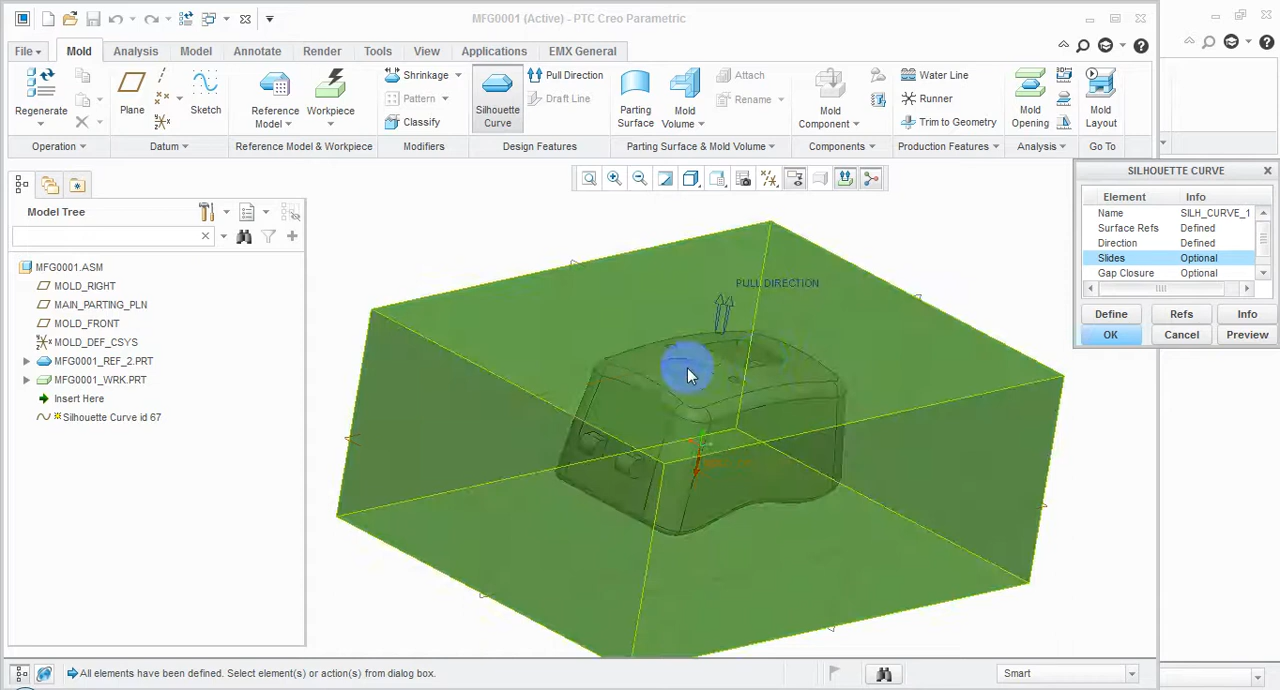 MFG0001 (Active) - PTC Creo Parametric
File Mold Analysis Model Annotate Render Tools View Applications EMX General
Regenerate
Operation
Plane
Sketch
Datum
Reference Model
Workpiece
Reference Model & Workpiece
Shrinkage
Pattern
Classify
Modifiers
Silhouette Curve
Pull Direction
Draft Line
Design Features
Parting Surface
Mold Volume
Attach
Rename
Parting Surface & Mold Volume
Mold Component
Components
Water Line
Runner
Trim to Geometry
Production Features
Mold Opening
Analysis
Mold Layout
Go To
Model Tree
MFG0001.ASM
MOLD_RIGHT
MAIN_PARTING_PLN
MOLD_FRONT
MOLD_DEF_CSYS
MFG0001_REF_2.PRT
MFG0001_WRK.PRT
Insert Here
Silhouette Curve id 67
PULL DIRECTION
SILHOUETTE CURVE
Element Info
Name SILH_CURVE_1
Surface Refs Defined
Direction Defined
Slides Optional
Gap Closure Optional
Define Refs Info
OK Cancel Preview
All elements have been defined. Select element(s) or action(s) from dialog box.
Smart